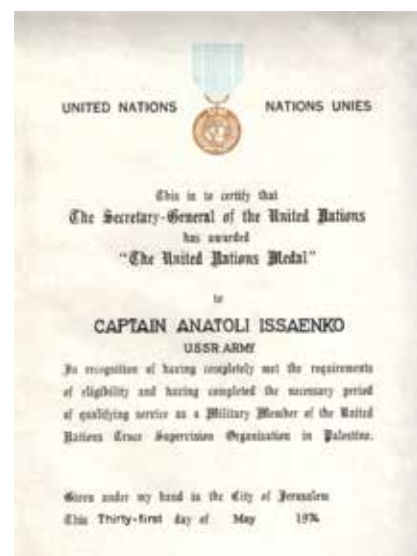 UNITED NATIONS NATIONS UNIES
This is to certify that
The Secretary-General of the United Nations
has awarded
“The United Nations Medal”
to
CAPTAIN ANATOLI ISSAENKO
USSR ARMY
In recognition of having completely met the requirements
of eligibility and having completed the necessary period
of qualifying service as a Military Member of the United
Nations Truce Supervision Organization in Palestine.
Given under my hand in the City of Jerusalem
This Thirty-first day of May 1974